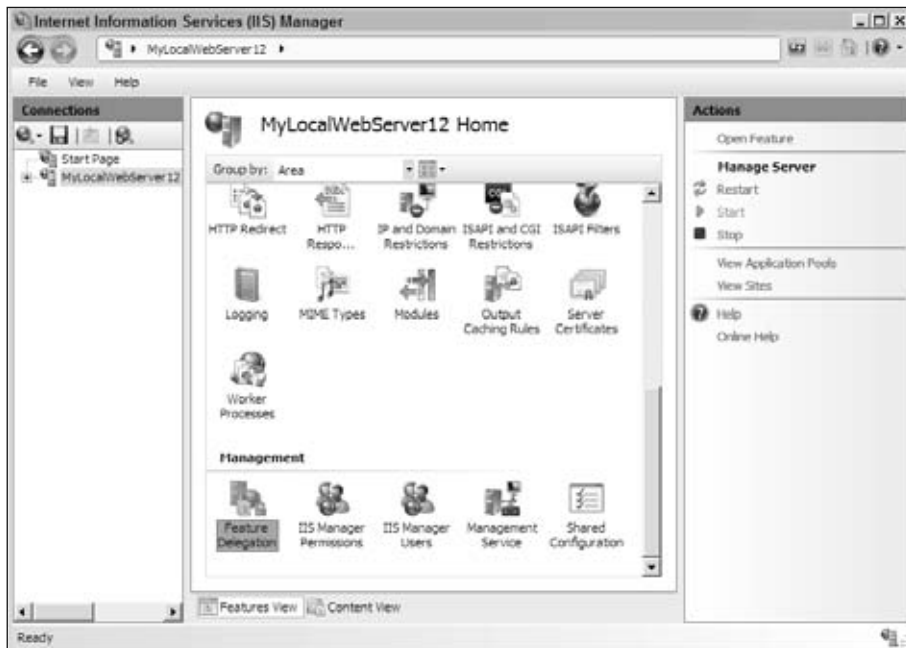 Internet Information Services (IIS) Manager
MyLocalWebServer12
File View Help
Connections
Start Page
MyLocalWebServer12
MyLocalWebServer12 Home
Group by: Area
HTTP Redirect
HTTP Respo...
IP and Domain Restrictions
ISAPI and CGI Restrictions
ISAPI Filters
Logging
MIME Types
Modules
Output Caching Rules
Server Certificates
Worker Processes
Management
Feature Delegation
IIS Manager Permissions
IIS Manager Users
Management Service
Shared Configuration
Features View
Content View
Actions
Open Feature
Manage Server
Restart
Start
Stop
View Application Pools
View Sites
Help
Online Help
Ready